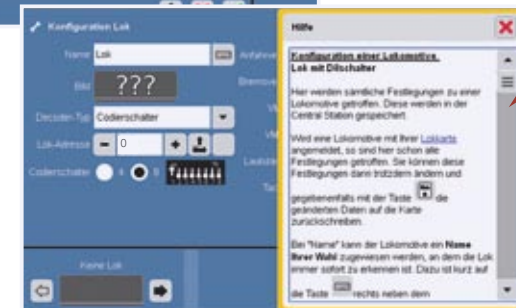 Konfiguration Lok
Name Lok
Bild ???
Decoder-Typ Codierschalter
Lok-Adresse 0
Codierschalter 4 8
Keine Lok
Hilfe
Konfiguration einer Lokomotive.
Lok mit Dilschalter
Hier werden sämtliche Festlegungen zu einer
Lokomotive getroffen. Diese werden in der
Central Station gespeichert.
Wird eine Lokomotive mit Ihrer Lokkarte
angemeldet, so sind hier schon alle
Festlegungen getroffen. Sie können diese
Festlegungen dann trotzdem ändern und
gegebenenfalls mit der Taste die
geänderten Daten auf die Karte
zurückschreiben.
Bei "Name" kann der Lokomotive ein Name
Ihrer Wahl zugewiesen werden, an dem die Lok
immer sofort zu erkennen ist. Dazu ist kurz auf
die Taste rechts neben dem